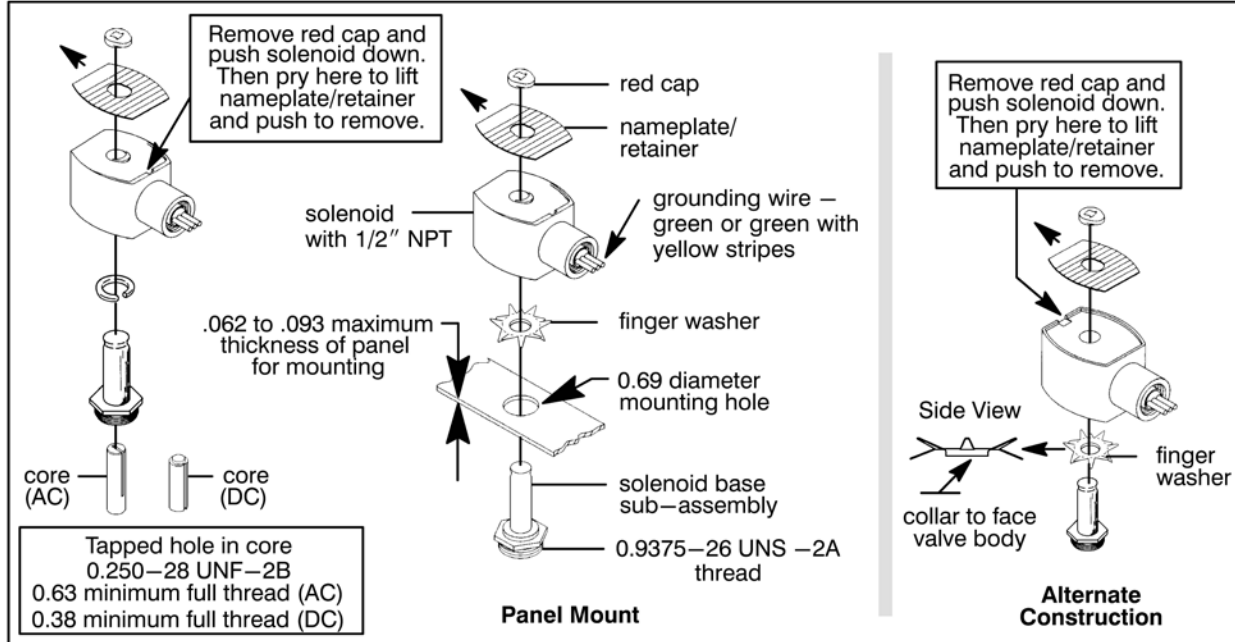 Remove red cap and
push solenoid down.
Then pry here to lift
nameplate/retainer
and push to remove.
core
(AC)
core
(DC)
Tapped hole in core
0.250−28 UNF−2B
0.63 minimum full thread (AC)
0.38 minimum full thread (DC)
red cap
nameplate/
retainer
solenoid
with 1/2″ NPT
grounding wire −
green or green with
yellow stripes
finger washer
.062 to .093 maximum
thickness of panel
for mounting
0.69 diameter
mounting hole
solenoid base
sub−assembly
0.9375−26 UNS −2A
thread
Panel Mount
Remove red cap and
push solenoid down.
Then pry here to lift
nameplate/retainer
and push to remove.
Side View
finger
washer
collar to face
valve body
Alternate
Construction